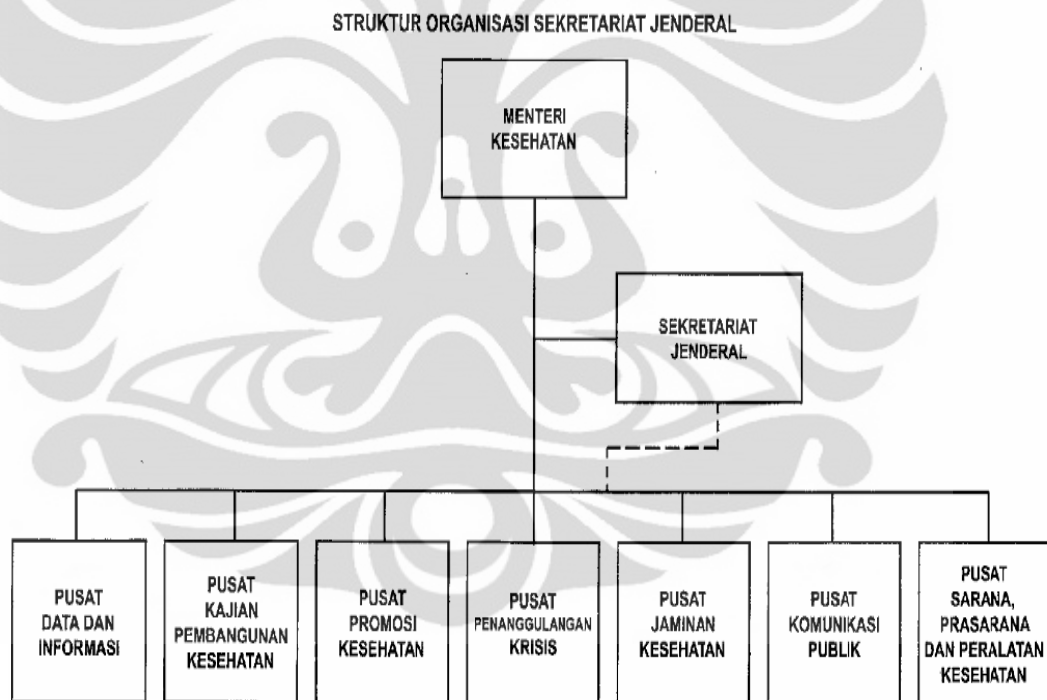 STRUKTUR ORGANISASI SEKRETARIAT JENDERAL
MENTERI
KESEHATAN
SEKRETARIAT
JENDERAL
PUSAT
DATA DAN
INFORMASI
PUSAT
KAJIAN
PEMBANGUNAN
KESEHATAN
PUSAT
PROMOSI
KESEHATAN
PUSAT
PENANGGULANGAN
KRISIS
PUSAT
JAMINAN
KESEHATAN
PUSAT
KOMUNIKASI
PUBLIK
PUSAT
SARANA,
PRASARANA
DAN PERALATAN
KESEHATAN